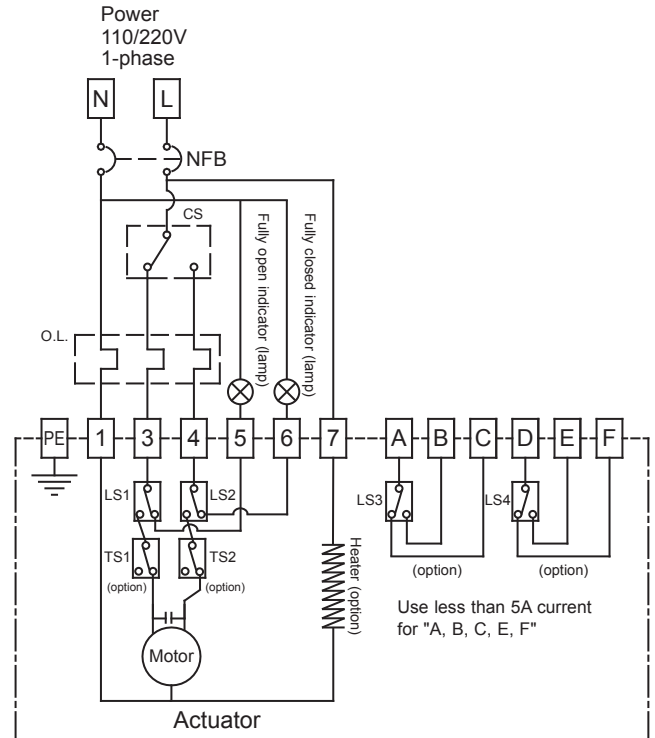 Power
110/220V
1-phase
N
L
NFB
CS
Fully open indicator (lamp)
Fully closed indicator (lamp)
O.L.
PE
1
3
4
5
6
7
A
B
C
D
E
F
LS1
LS2
LS3
LS4
TS1
TS2
(option)
(option)
Heater (option)
(option)
(option)
Use less than 5A current
for "A, B, C, E, F"
Motor
Actuator